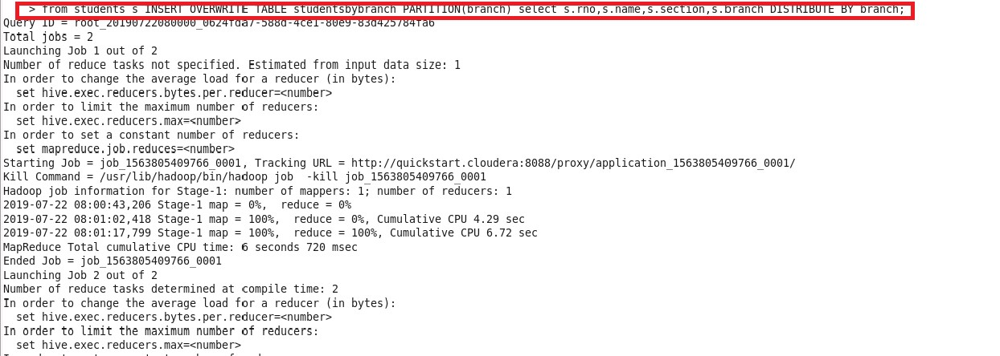 > from students s INSERT OVERWRITE TABLE studentsbybranch PARTITION(branch) select s.rno,s.name,s.section,s.branch DISTRIBUTE BY branch;
Query ID = root_20190722080000_0624fda7-588d-4ce1-80e9-83d425784fa6
Total jobs = 2
Launching Job 1 out of 2
Number of reduce tasks not specified. Estimated from input data size: 1
In order to change the average load for a reducer (in bytes):
  set hive.exec.reducers.bytes.per.reducer=<number>
In order to limit the maximum number of reducers:
  set hive.exec.reducers.max=<number>
In order to set a constant number of reducers:
  set mapreduce.job.reduces=<number>
Starting Job = job_1563805409766_0001, Tracking URL = http://quickstart.cloudera:8088/proxy/application_1563805409766_0001/
Kill Command = /usr/lib/hadoop/bin/hadoop job  -kill job_1563805409766_0001
Hadoop job information for Stage-1: number of mappers: 1; number of reducers: 1
2019-07-22 08:00:43,206 Stage-1 map = 0%,  reduce = 0%
2019-07-22 08:01:02,418 Stage-1 map = 100%,  reduce = 0%, Cumulative CPU 4.29 sec
2019-07-22 08:01:17,799 Stage-1 map = 100%,  reduce = 100%, Cumulative CPU 6.72 sec
MapReduce Total cumulative CPU time: 6 seconds 720 msec
Ended Job = job_1563805409766_0001
Launching Job 2 out of 2
Number of reduce tasks determined at compile time: 2
In order to change the average load for a reducer (in bytes):
  set hive.exec.reducers.bytes.per.reducer=<number>
In order to limit the maximum number of reducers:
  set hive.exec.reducers.max=<number>